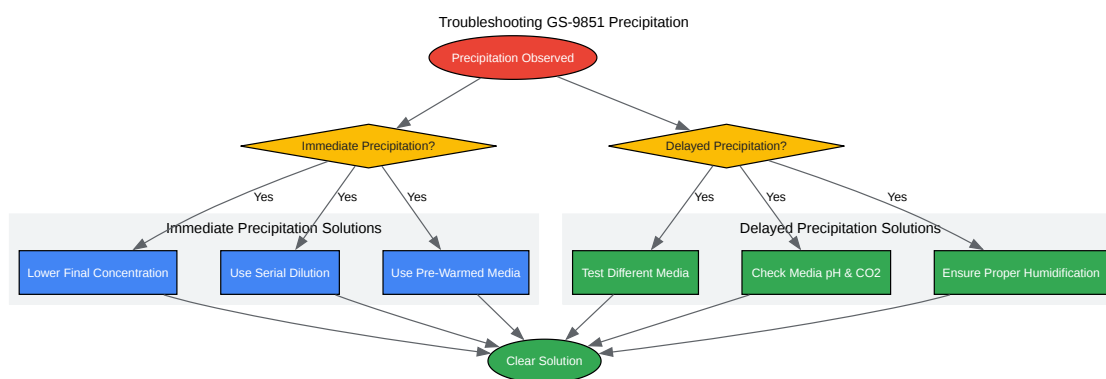 Troubleshooting GS-9851 Precipitation
Precipitation Observed
Immediate Precipitation?
Delayed Precipitation?
Yes
Yes
Yes
Yes
Yes
Yes
Immediate Precipitation Solutions
Delayed Precipitation Solutions
Lower Final Concentration
Use Serial Dilution
Use Pre-Warmed Media
Test Different Media
Check Media pH & CO2
Ensure Proper Humidification
Clear Solution